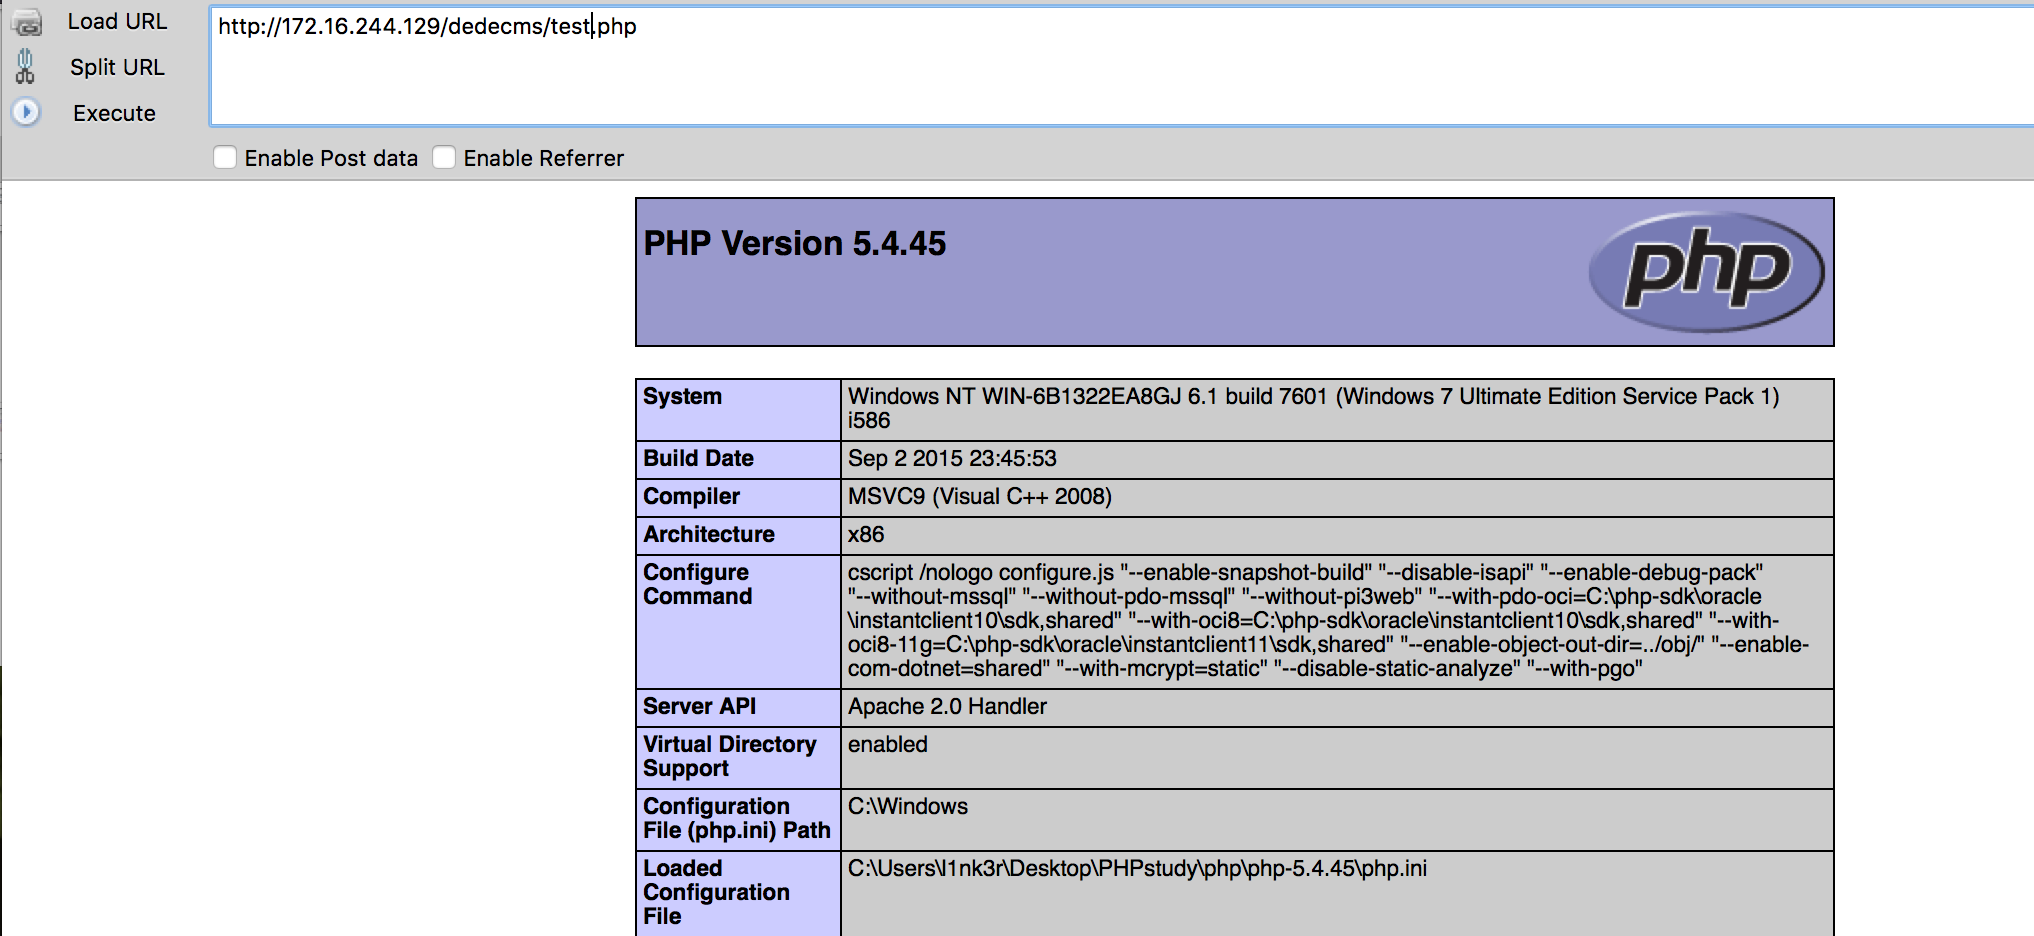 Load URL
http://172.16.244.129/dedecms/test.php
Split URL
Execute
Enable Post data
Enable Referrer
PHP Version 5.4.45
php
System
Windows NT WIN-6B1322EA8GJ 6.1 build 7601 (Windows 7 Ultimate Edition Service Pack 1)
i586
Build Date
Sep 2 2015 23:45:53
Compiler
MSVC9 (Visual C++ 2008)
Architecture
x86
Configure
Command
cscript /nologo configure.js "--enable-snapshot-build" "--disable-isapi" "--enable-debug-pack"
"--without-mssql" "--without-pdo-mssql" "--without-pi3web" "--with-pdo-oci=C:\php-sdk\oracle
\instantclient10\sdk,shared" "--with-oci8=C:\php-sdk\oracle\instantclient10\sdk,shared" "--with-
oci8-11g=C:\php-sdk\oracle\instantclient11\sdk,shared" "--enable-object-out-dir=../obj/" "--enable-
com-dotnet=shared" "--with-mcrypt=static" "--disable-static-analyze" "--with-pgo"
Server API
Apache 2.0 Handler
Virtual Directory
Support
enabled
Configuration
File (php.ini) Path
C:\Windows
Loaded
Configuration
File
C:\Users\l1nk3r\Desktop\PHPstudy\php\php-5.4.45\php.ini